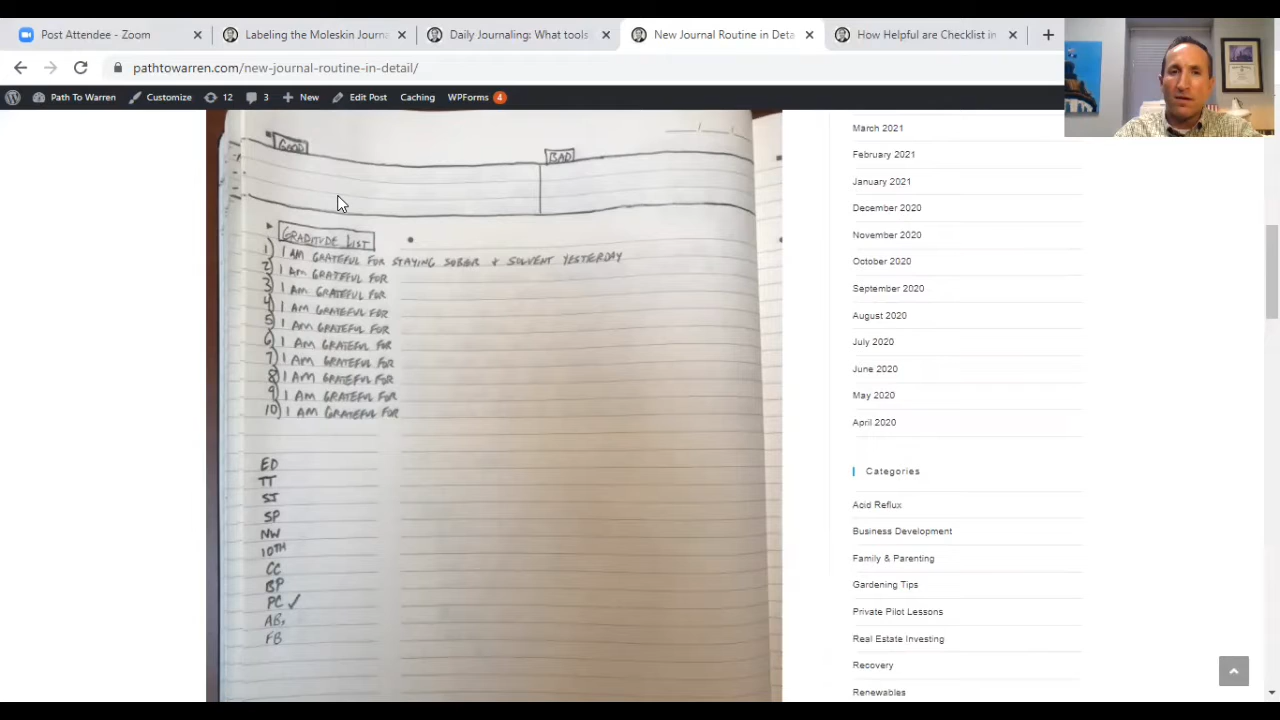 Post Attendee - Zoom
Labeling the Moleskin Journa
Daily Journaling: What tools
New Journal Routine in Deta
How Helpful are Checklist in
pathtowarren.com/new-journal-routine-in-detail/
Path To Warren
Customize
12
3
New
Edit Post
Caching
WPForms 4
GOOD
BAD
GRADITUDE LIST
1) I AM GRATEFUL FOR STAYING SOBER + SOLVENT YESTERDAY
2) I AM GRATEFUL FOR
3) I AM GRATEFUL FOR
4) I AM GRATEFUL FOR
5) I AM GRATEFUL FOR
6) I AM GRATEFUL FOR
7) I AM GRATEFUL FOR
8) I AM GRATEFUL FOR
9) I AM GRATEFUL FOR
10) I AM GRATEFUL FOR
ED
TT
ST
SP
NW
10TH
CC
BP
PC ✓
AB,
FB
March 2021
February 2021
January 2021
December 2020
November 2020
October 2020
September 2020
August 2020
July 2020
June 2020
May 2020
April 2020
Categories
Acid Reflux
Business Development
Family & Parenting
Gardening Tips
Private Pilot Lessons
Real Estate Investing
Recovery
Renewables